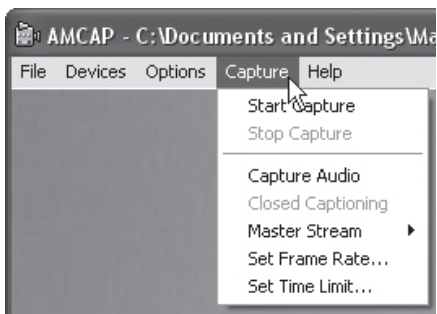 AMCAP - C:\Documents and Settings\Ma
File Devices Options Capture Help
Start Capture
Stop Capture
Capture Audio
Closed Captioning
Master Stream
Set Frame Rate...
Set Time Limit...